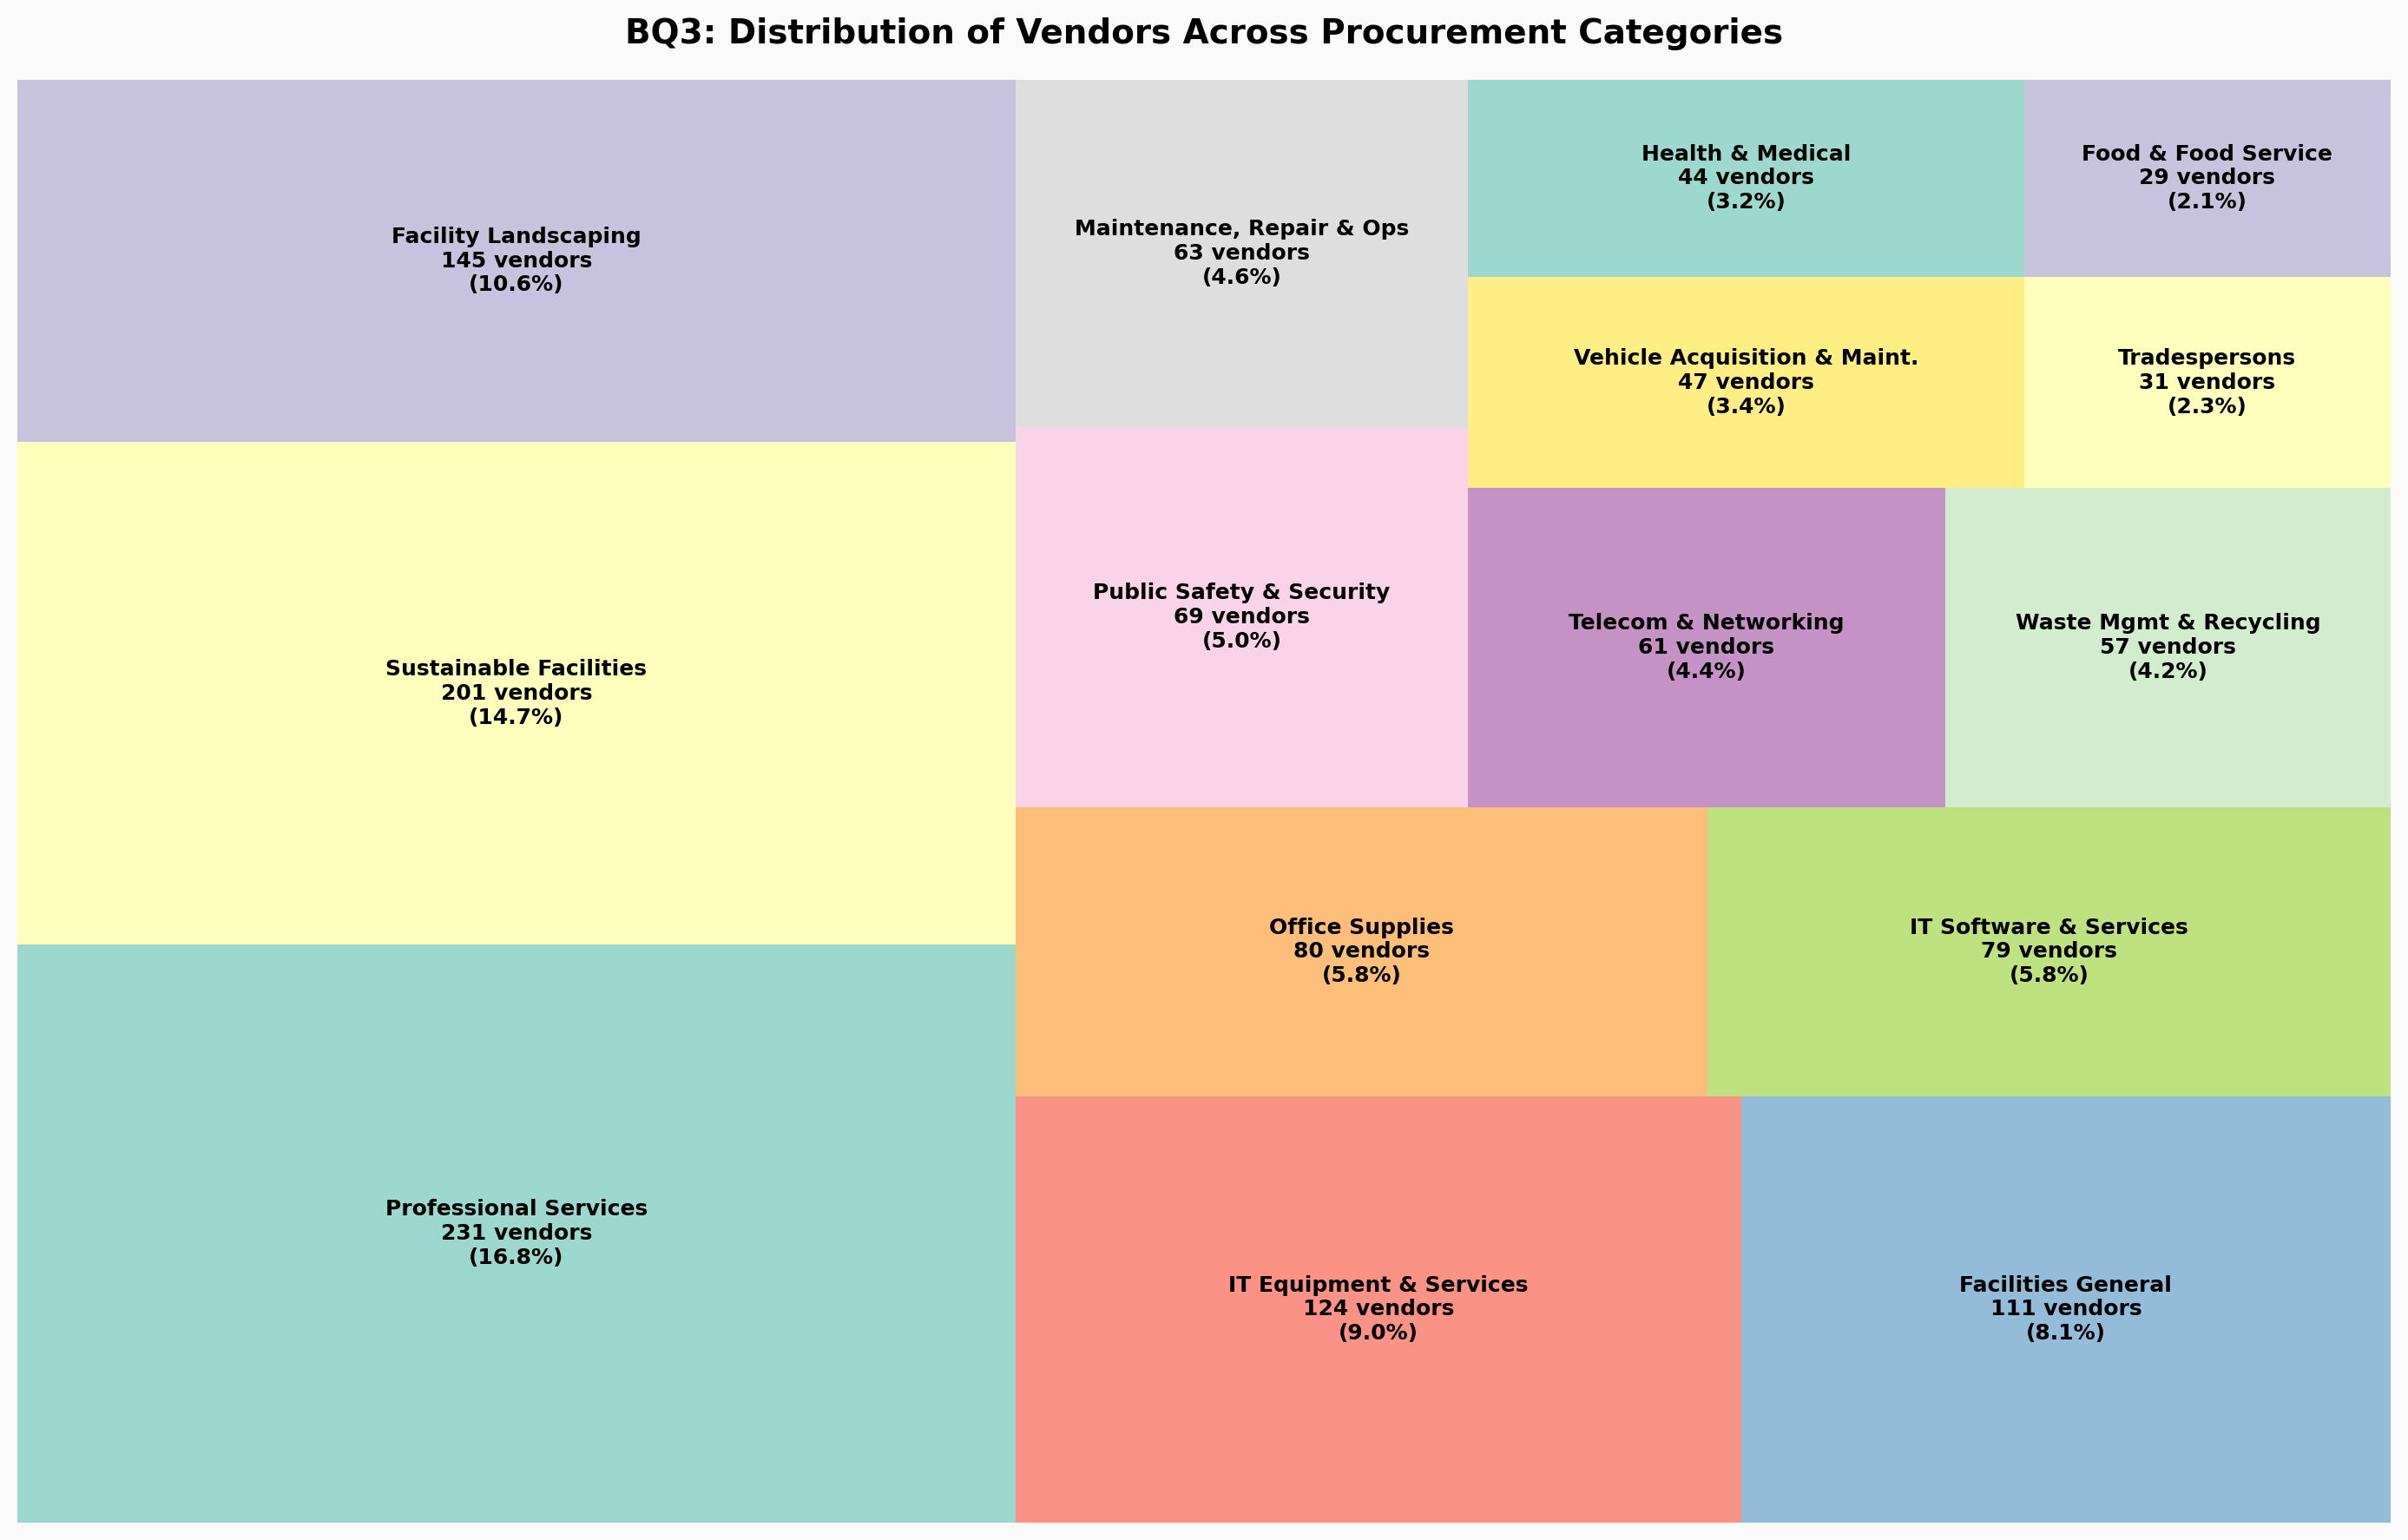 BQ3: Distribution of Vendors Across Procurement Categories
Facility Landscaping
145 vendors
(10.6%)
Maintenance, Repair & Ops
63 vendors
(4.6%)
Health & Medical
44 vendors
(3.2%)
Food & Food Service
29 vendors
(2.1%)
Vehicle Acquisition & Maint.
47 vendors
(3.4%)
Tradespersons
31 vendors
(2.3%)
Sustainable Facilities
201 vendors
(14.7%)
Public Safety & Security
69 vendors
(5.0%)
Telecom & Networking
61 vendors
(4.4%)
Waste Mgmt & Recycling
57 vendors
(4.2%)
Office Supplies
80 vendors
(5.8%)
IT Software & Services
79 vendors
(5.8%)
Professional Services
231 vendors
(16.8%)
IT Equipment & Services
124 vendors
(9.0%)
Facilities General
111 vendors
(8.1%)